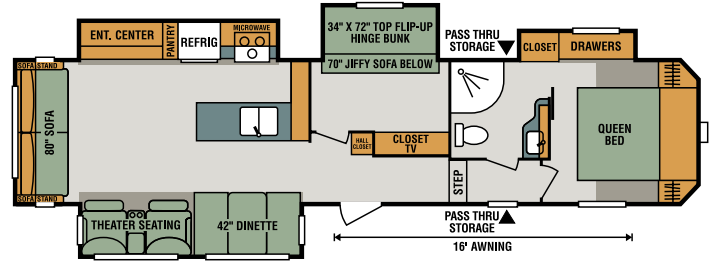 ENT. CENTER
PANTRY
REFRIG
MICROWAVE
34" X 72" TOP FLIP-UP
HINGE BUNK
70" JIFFY SOFA BELOW
PASS THRU
STORAGE
CLOSET
DRAWERS
SOFA STAND
80" SOFA
SOFA STAND
HALL
CLOSET
CLOSET
TV
QUEEN
BED
STEP
THEATER SEATING
42" DINETTE
PASS THRU
STORAGE
16' AWNING